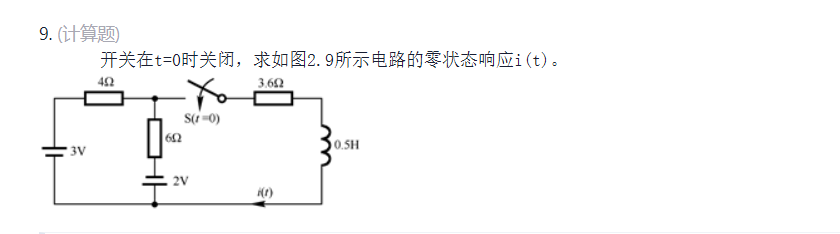 9. (计算题)
开关在t=0时关闭，求如图2.9所示电路的零状态响应i(t)。
4Ω
3.6Ω
S(t=0)
6Ω
3V
0.5H
2V
i(t)